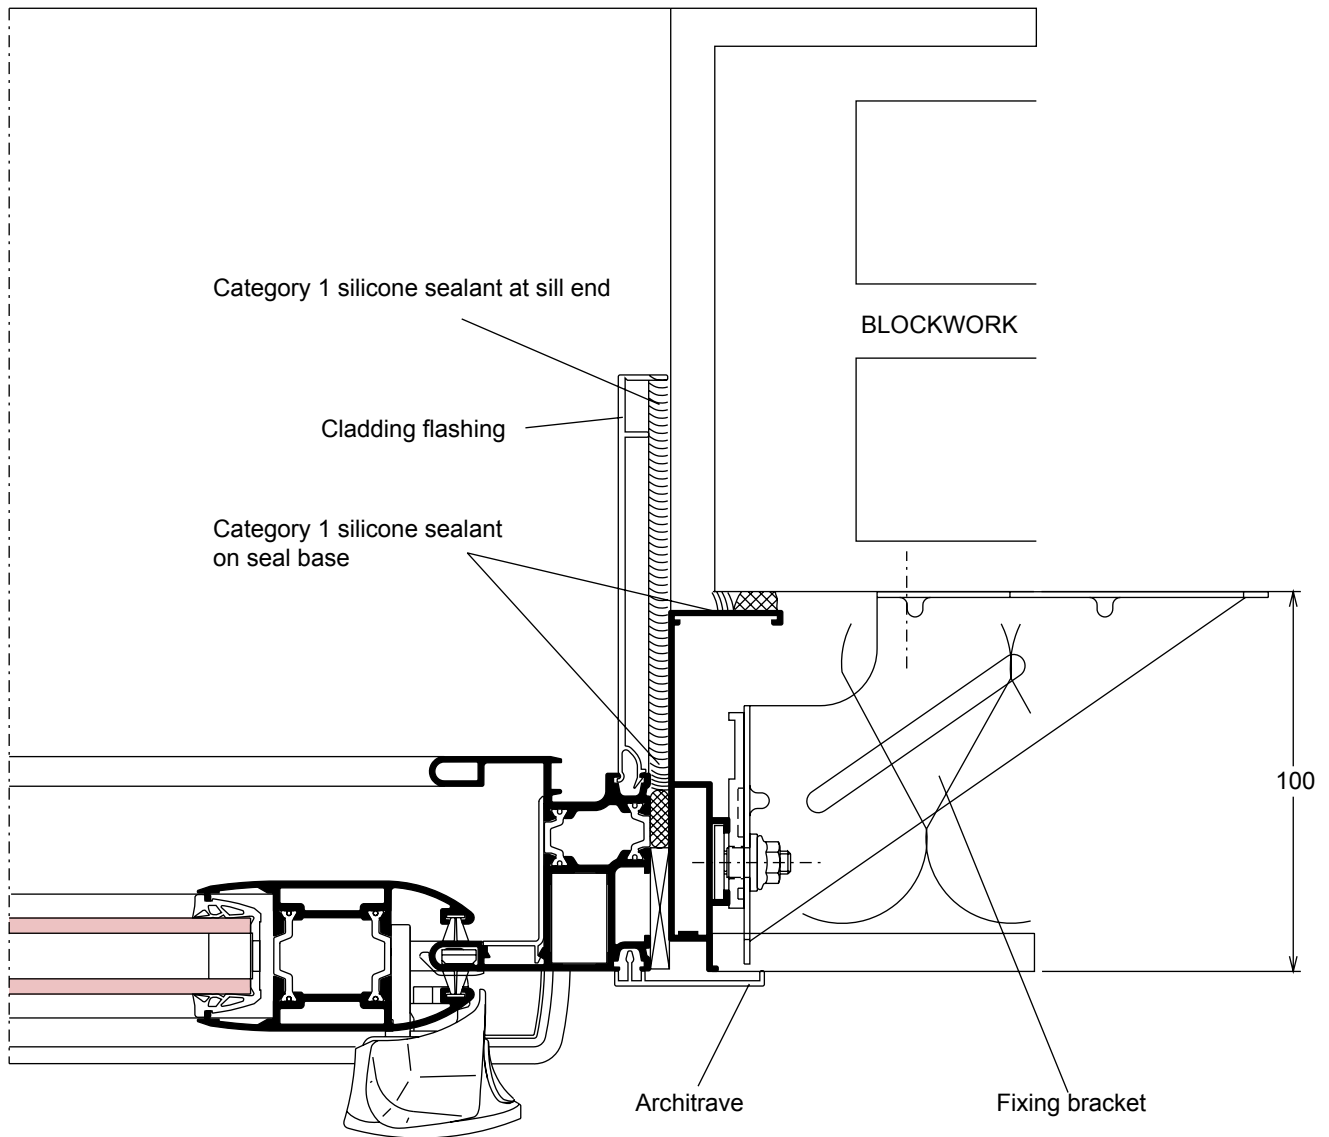 Category 1 silicone sealant at sill end
BLOCKWORK
Cladding flashing
Category 1 silicone sealant
on seal base
100
Architrave
Fixing bracket